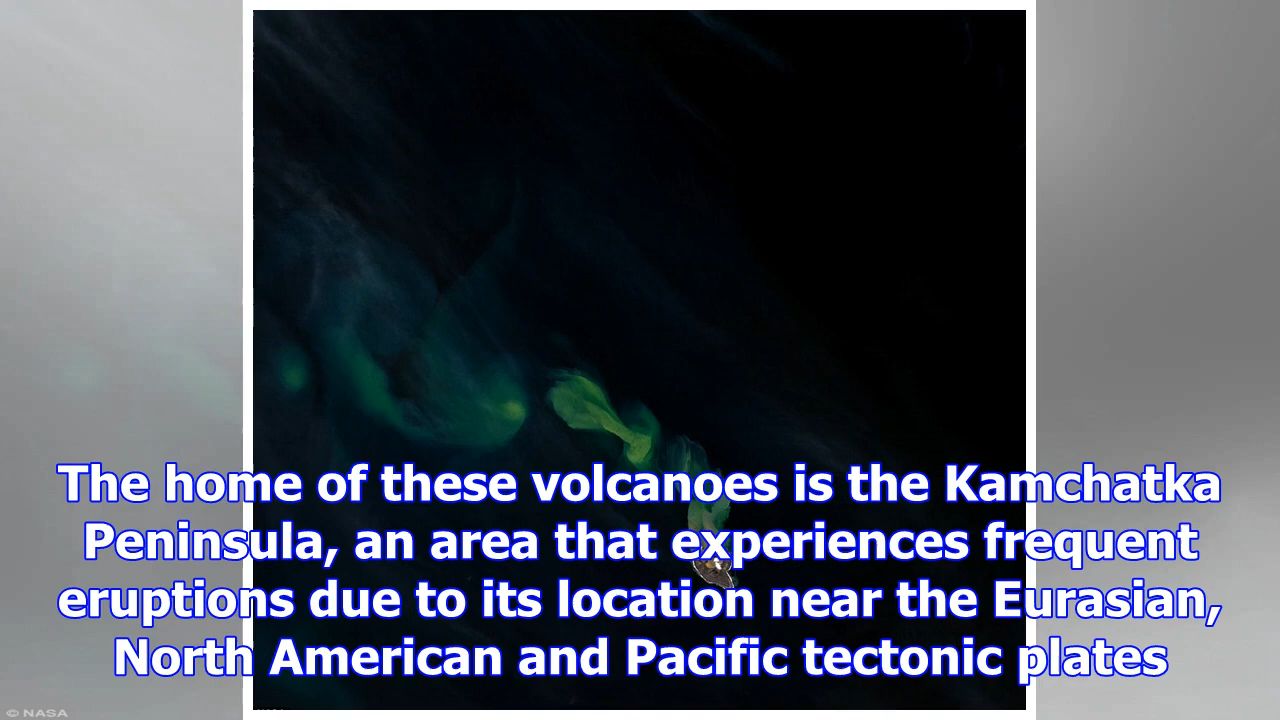 The home of these volcanoes is the Kamchatka
Peninsula, an area that experiences frequent
eruptions due to its location near the Eurasian,
North American and Pacific tectonic plates
© NASA